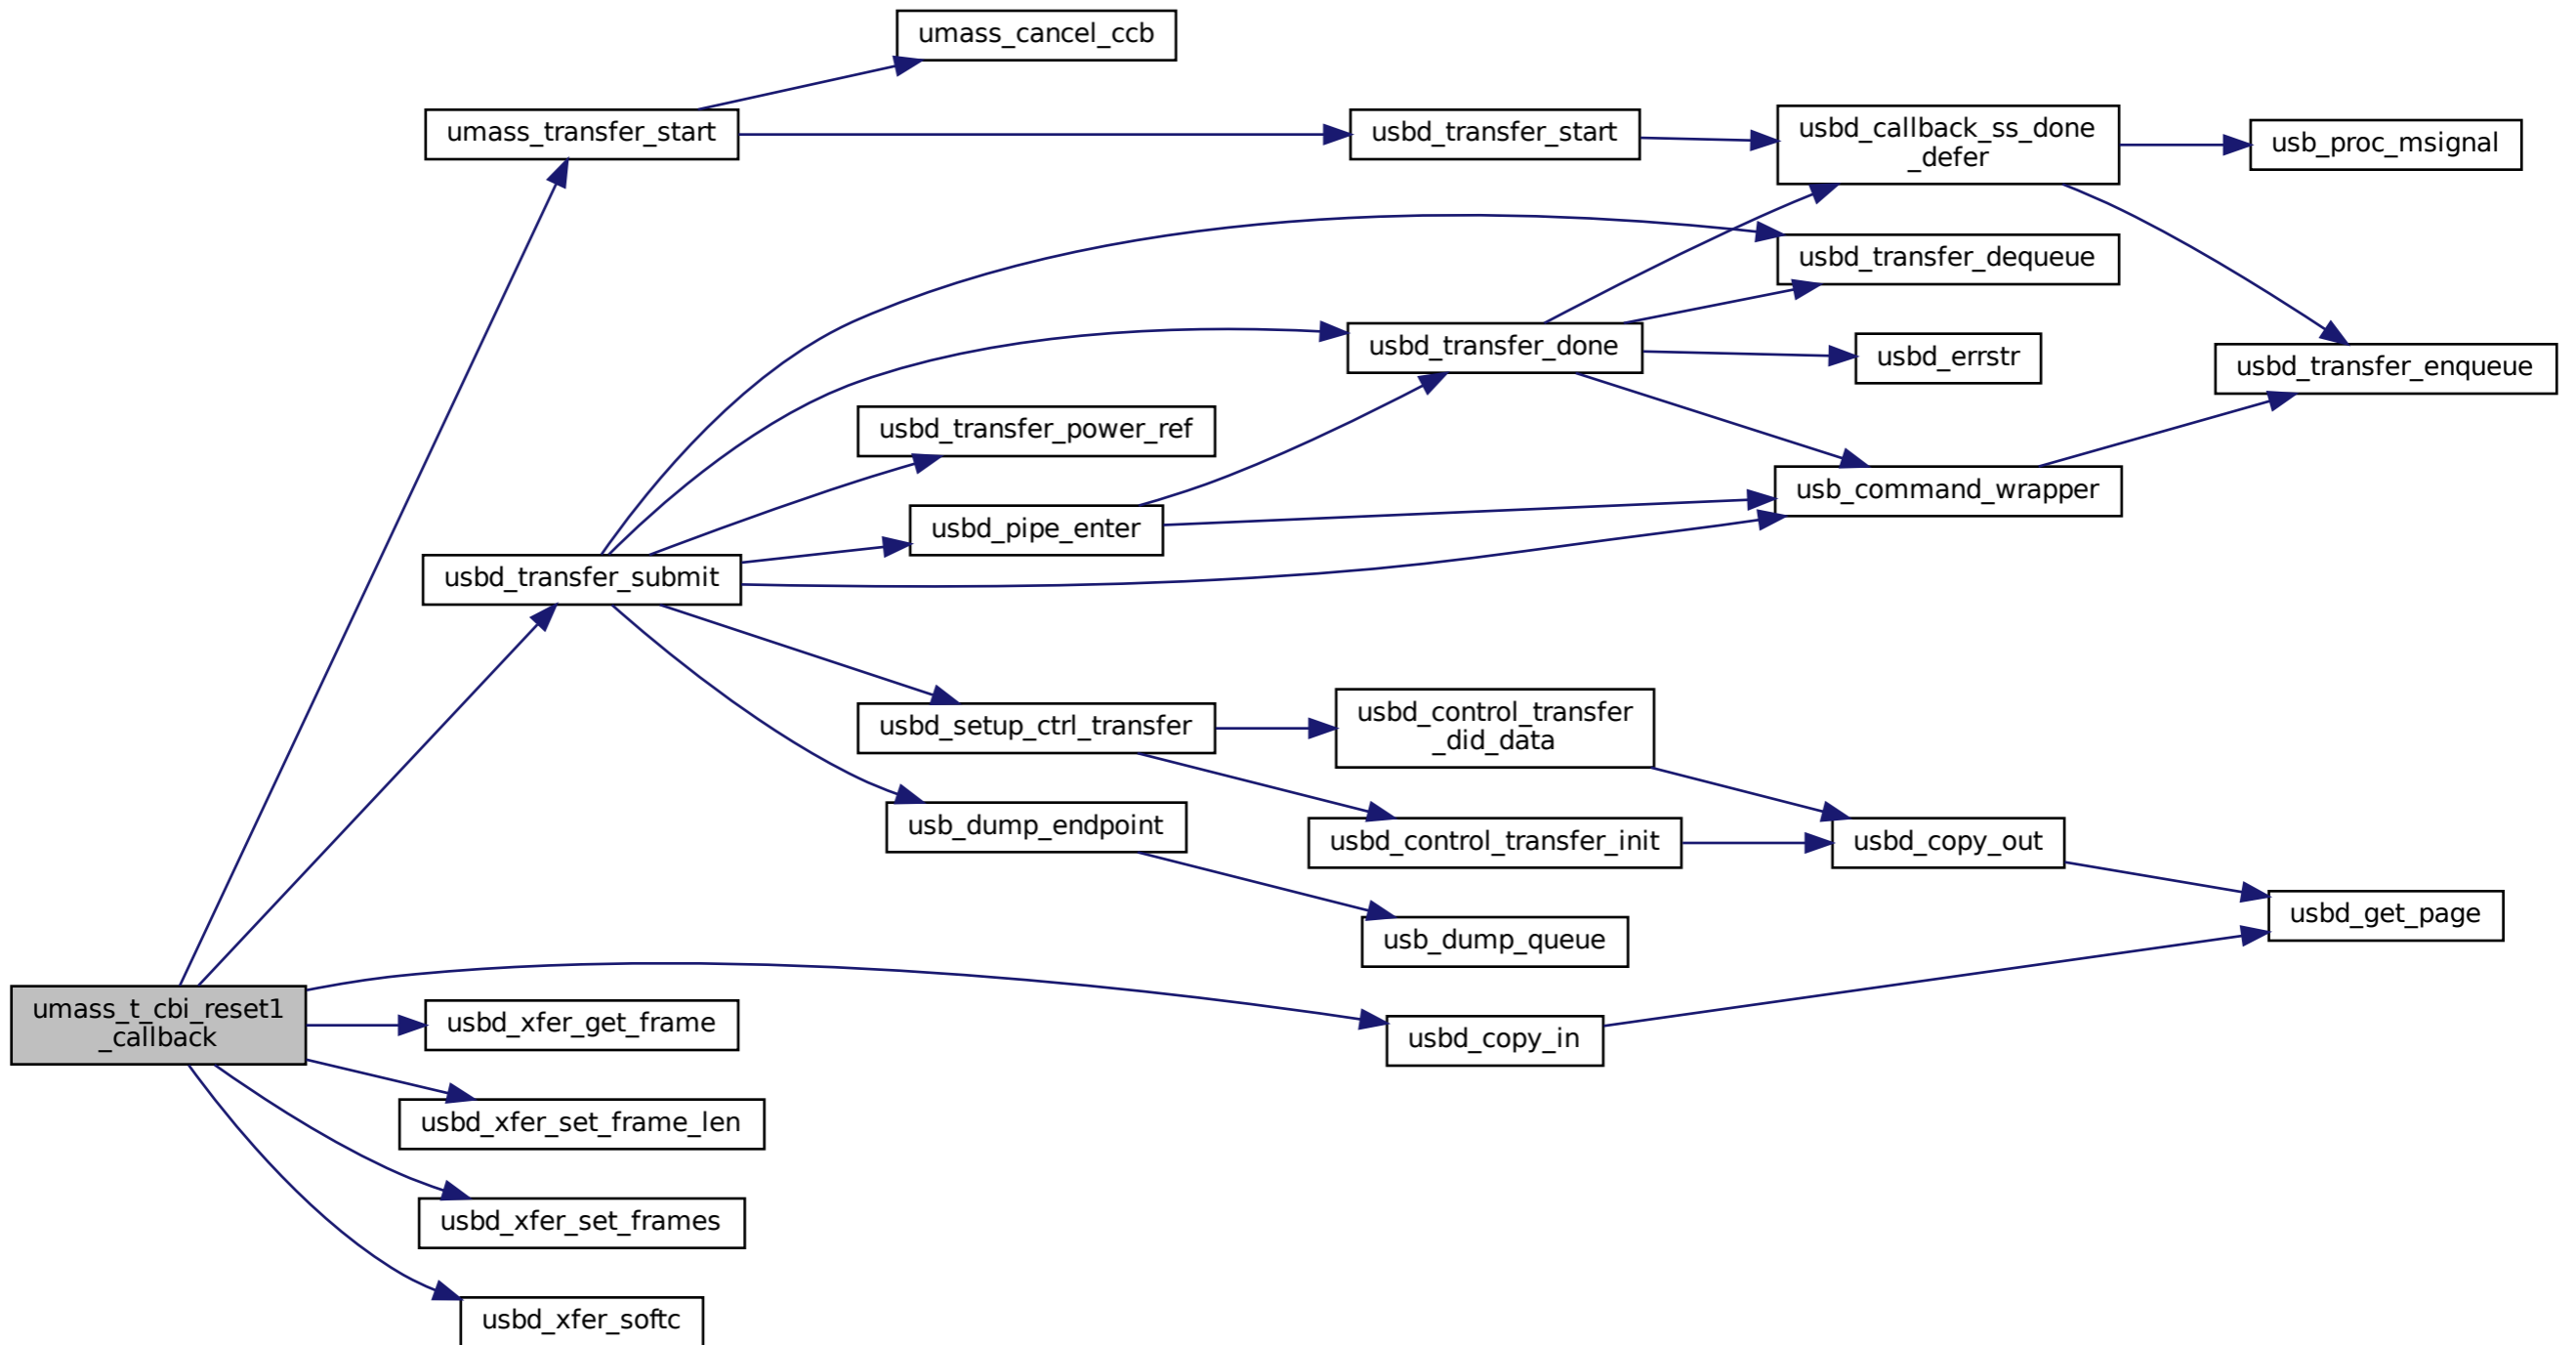 umass_cancel_ccb
umass_transfer_start
usbd_transfer_start
usbd_callback_ss_done
_defer
usb_proc_msignal
usbd_transfer_dequeue
usbd_transfer_done
usbd_errstr
usbd_transfer_enqueue
usbd_transfer_power_ref
usb_command_wrapper
usbd_pipe_enter
usbd_transfer_submit
usbd_setup_ctrl_transfer
usbd_control_transfer
_did_data
usb_dump_endpoint
usbd_control_transfer_init
usbd_copy_out
usbd_get_page
usb_dump_queue
umass_t_cbi_reset1
_callback
usbd_xfer_get_frame
usbd_copy_in
usbd_xfer_set_frame_len
usbd_xfer_set_frames
usbd_xfer_softc